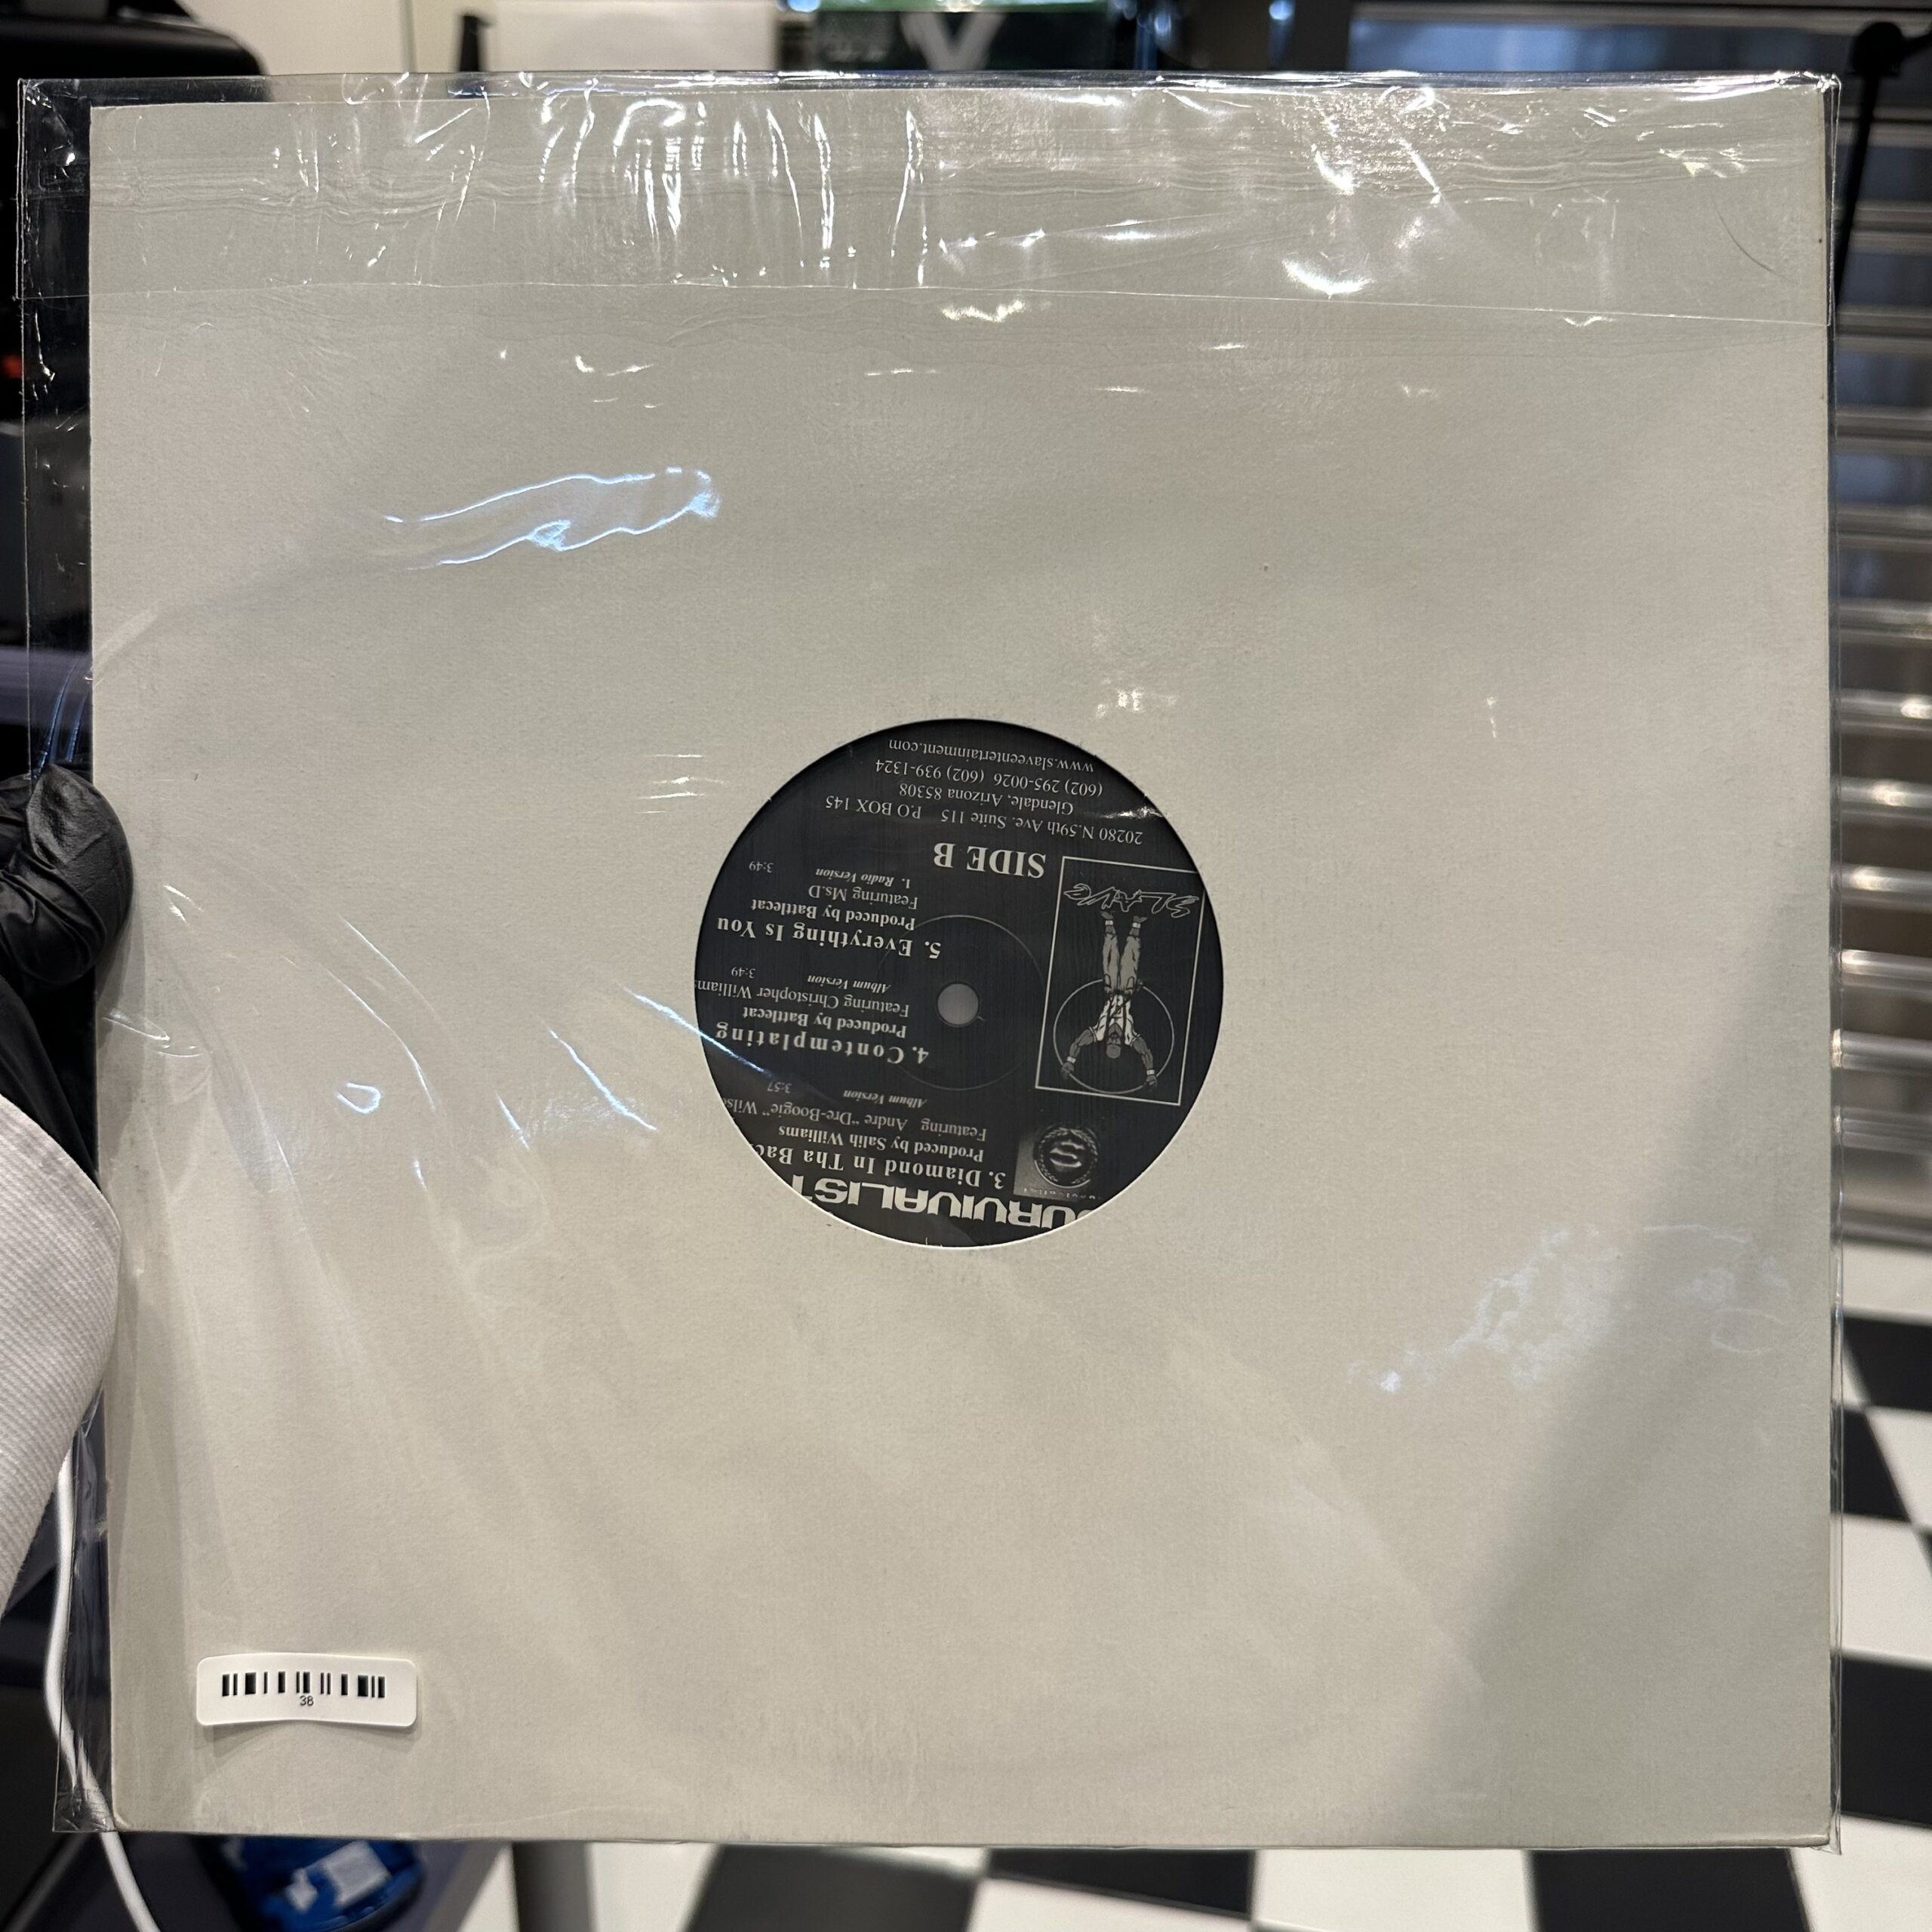 SURVIVALIST
3. Diamond In Tha Bac
Produced by Salih Williams
Featuring Andre "Dre-Boogie" Wils
Album Version 3:57
4. Contemplating
Produced by Battlecat
Featuring Christopher Williams
Album Version 3:49
5. Everything Is You
Produced by Battlecat
Featuring Ms.D
1. Radio Version 3:49
SLAVE
SIDE B
20280 N.59th Ave. Suite 115 P.O BOX 145
Glendale, Arizona 85308
(602) 295-0026 (602) 939-1324
www.slaveentertainment.com
38